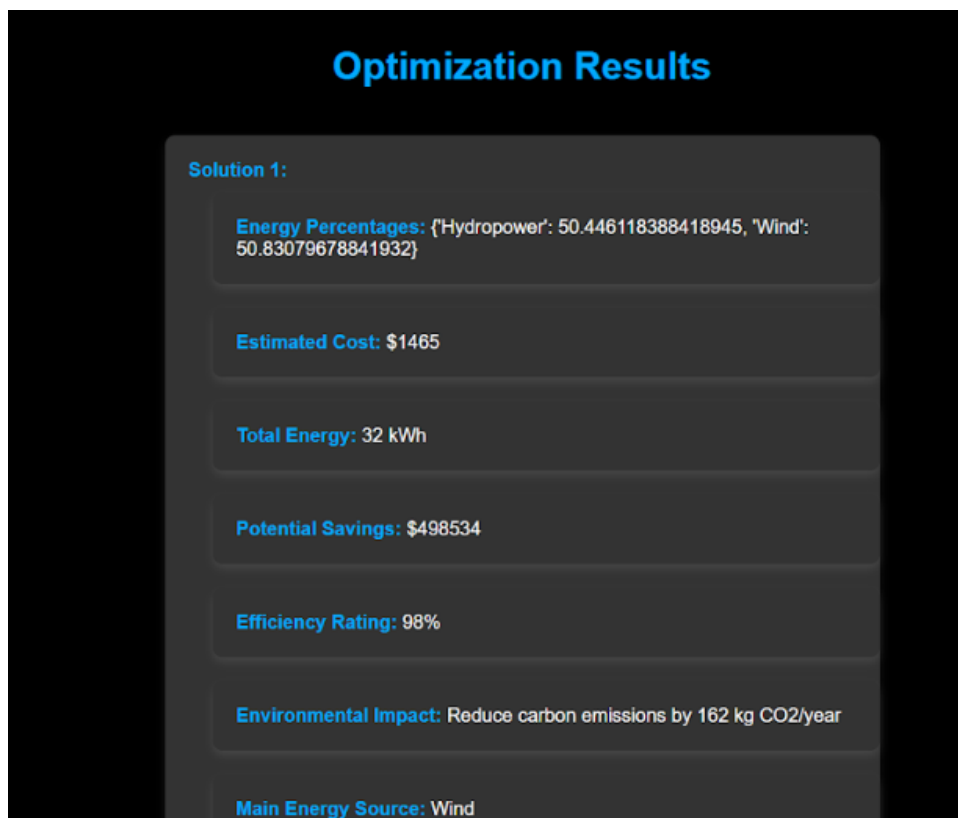 Optimization Results
Solution 1:
Energy Percentages: {'Hydropower': 50.446118388418945, 'Wind':
50.83079678841932}
Estimated Cost: $1465
Total Energy: 32 kWh
Potential Savings: $498534
Efficiency Rating: 98%
Environmental Impact: Reduce carbon emissions by 162 kg CO2/year
Main Energy Source: Wind